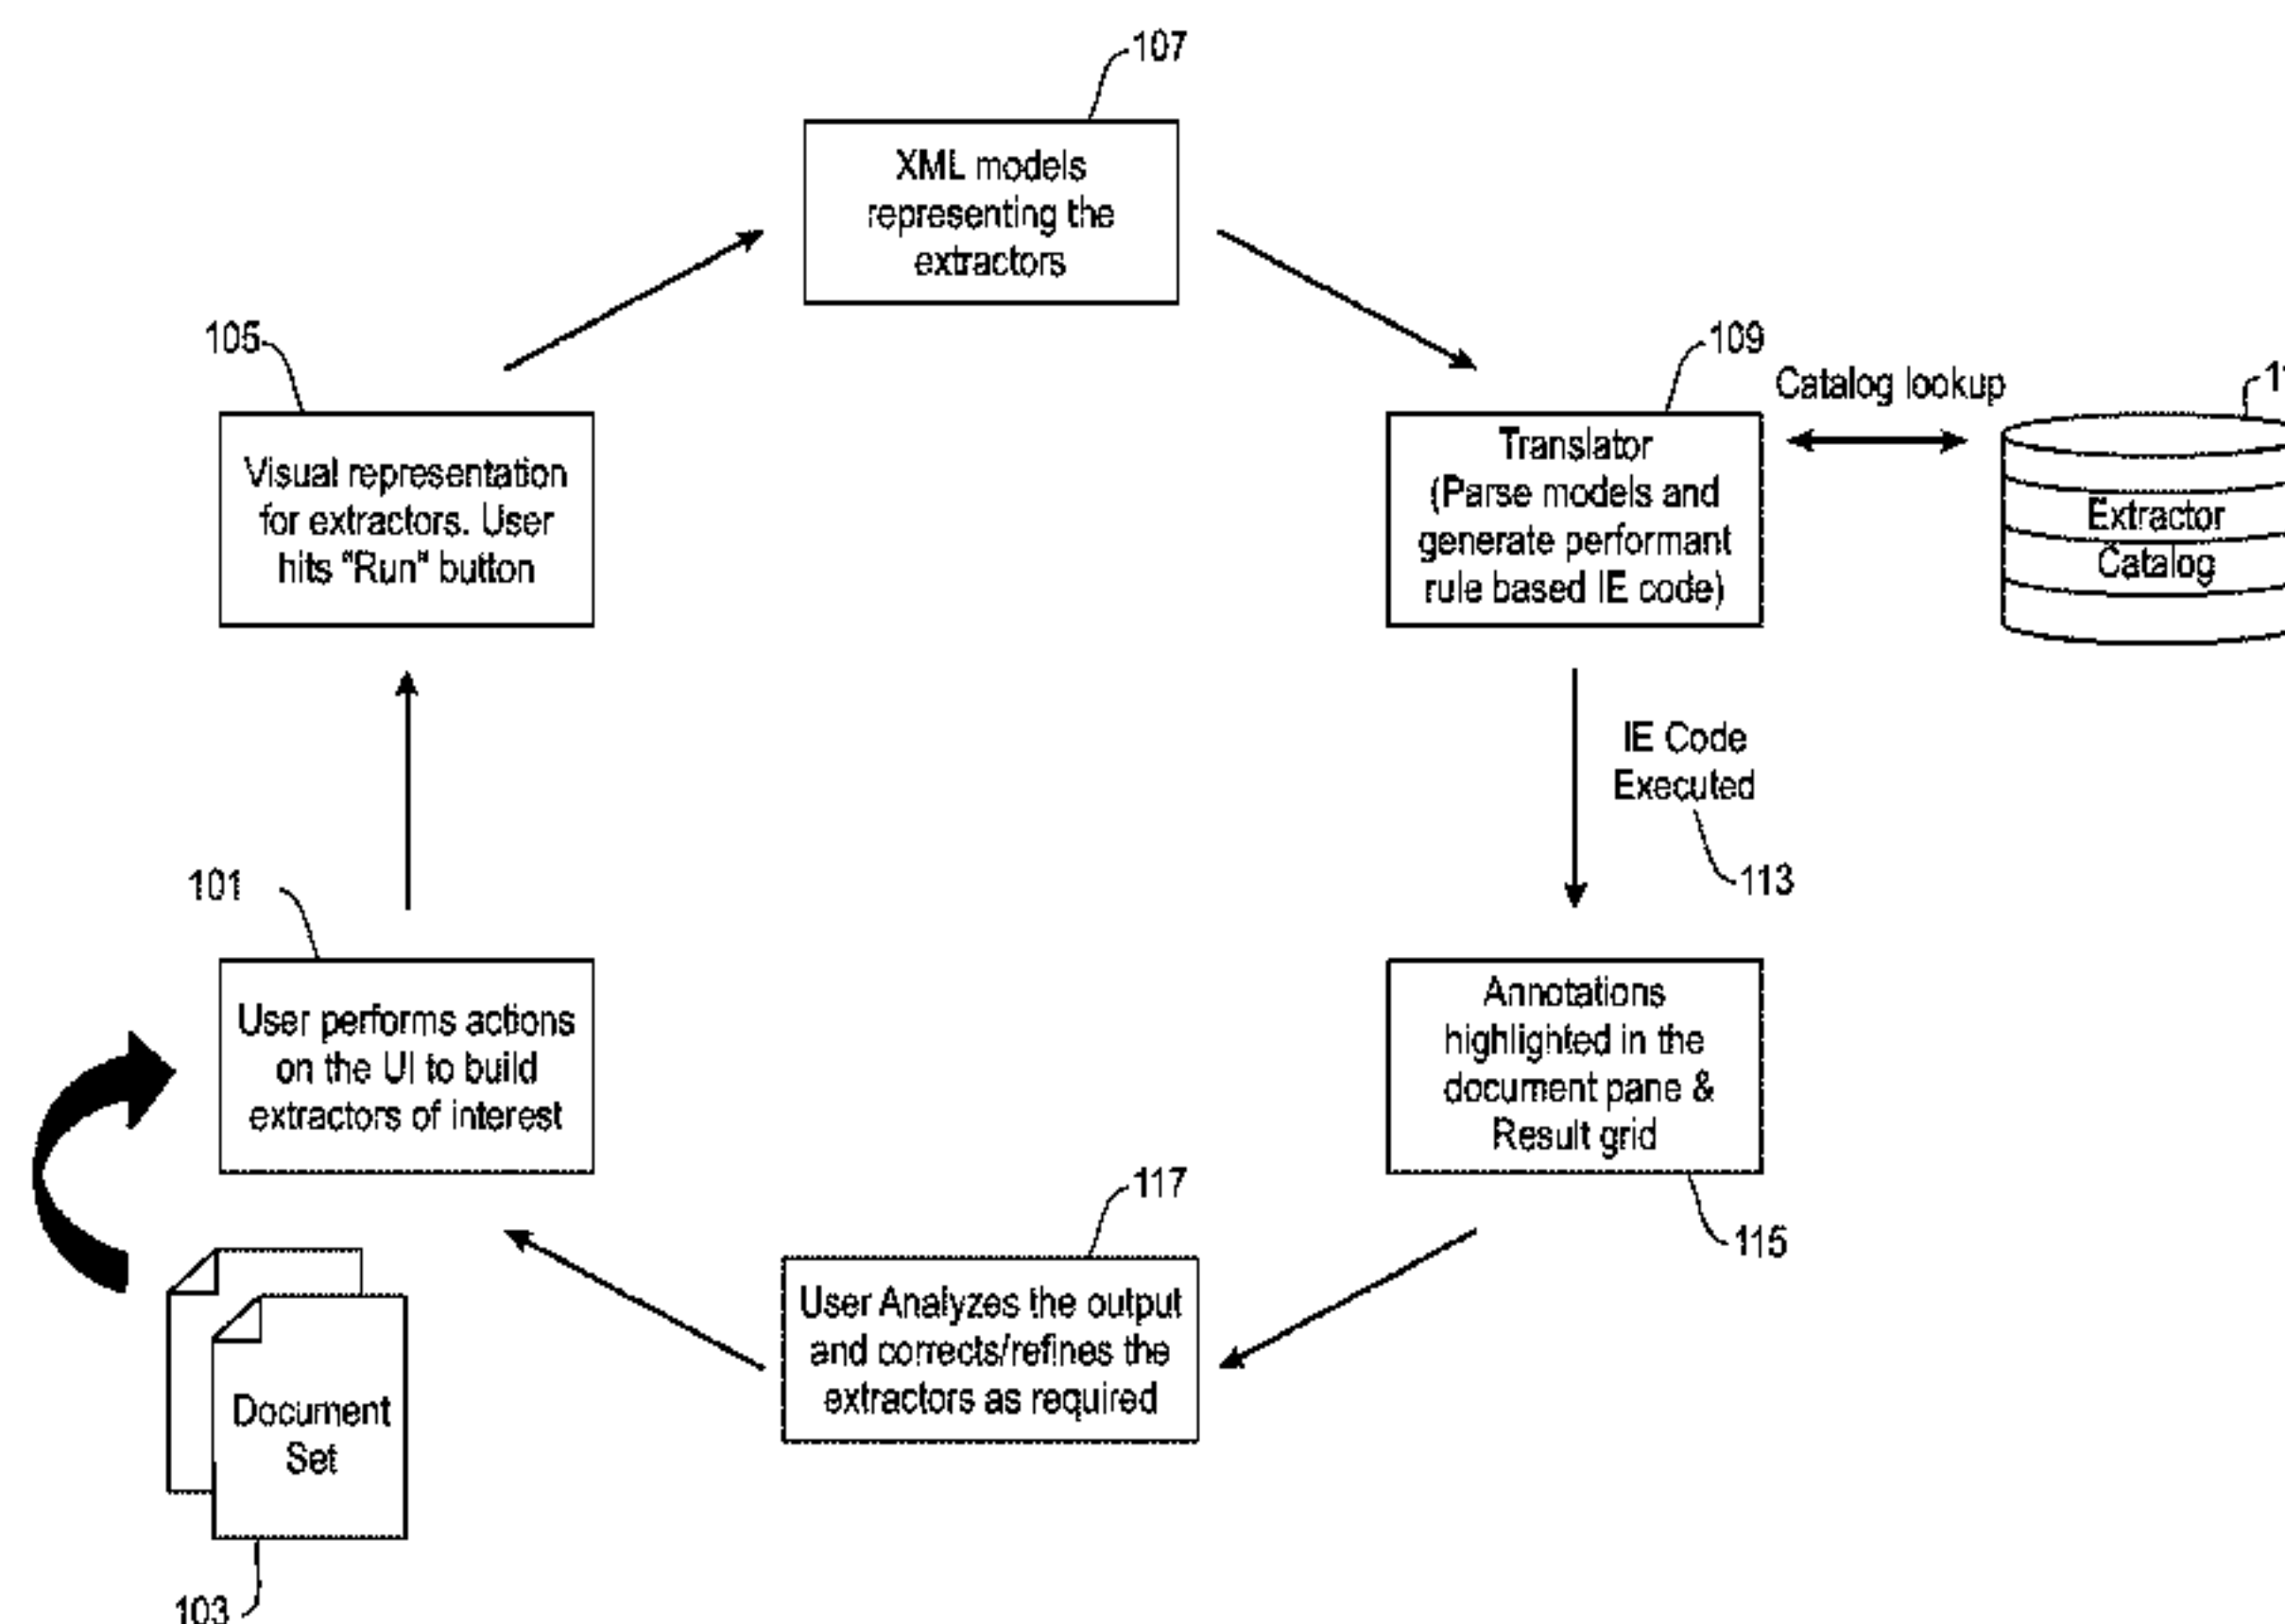 107
XML models
representing the
extractors
105
109
Catalog lookup
Visual representation
for extractors. User
hits "Run" button
Translator
(Parse models and
generate performant
rule based IE code)
Extractor
Catalog
IE Code
Executed
113
101
User performs actions
on the UI to build
extractors of interest
Annotations
highlighted in the
document pane &
Result grid
115
117
User Analyzes the output
and corrects/refines the
extractors as required
Document
Set
103